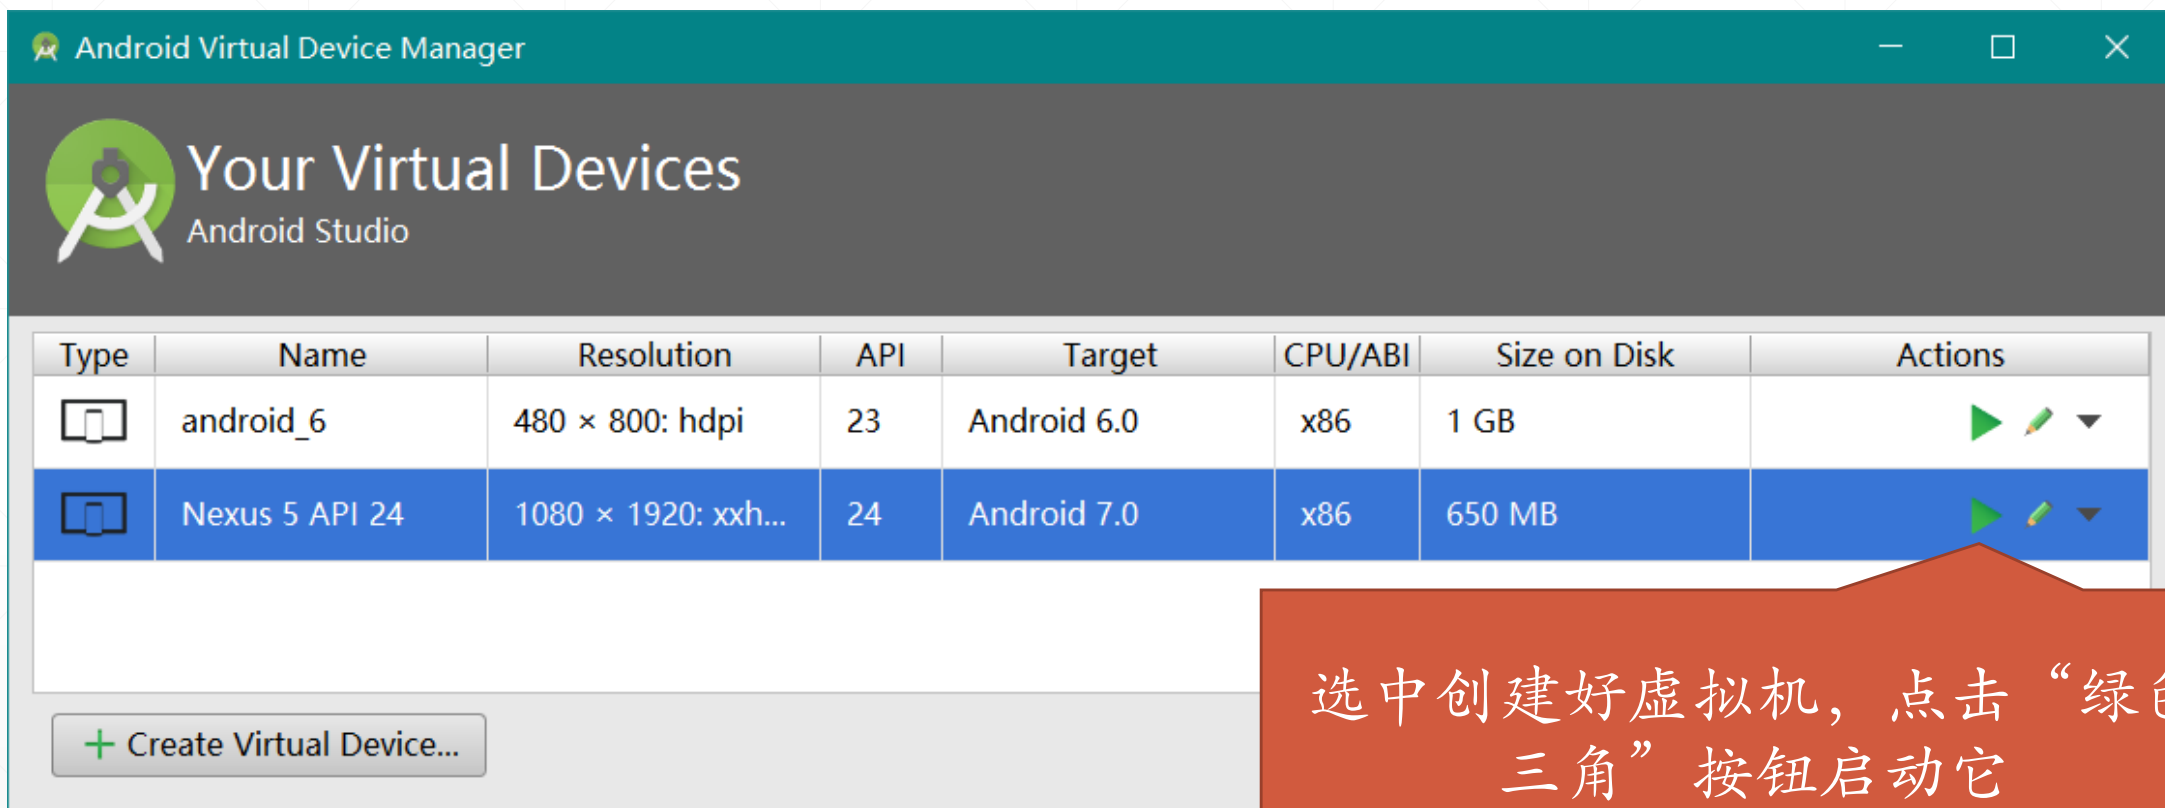 Android Virtual Device Manager
Your Virtual Devices
Android Studio
Type Name Resolution API Target CPU/ABI Size on Disk Actions
android_6 480 × 800: hdpi 23 Android 6.0 x86 1 GB
Nexus 5 API 24 1080 × 1920: xxh... 24 Android 7.0 x86 650 MB
选中创建好虚拟机，点击“绿色
三角”按钮启动它
+ Create Virtual Device...